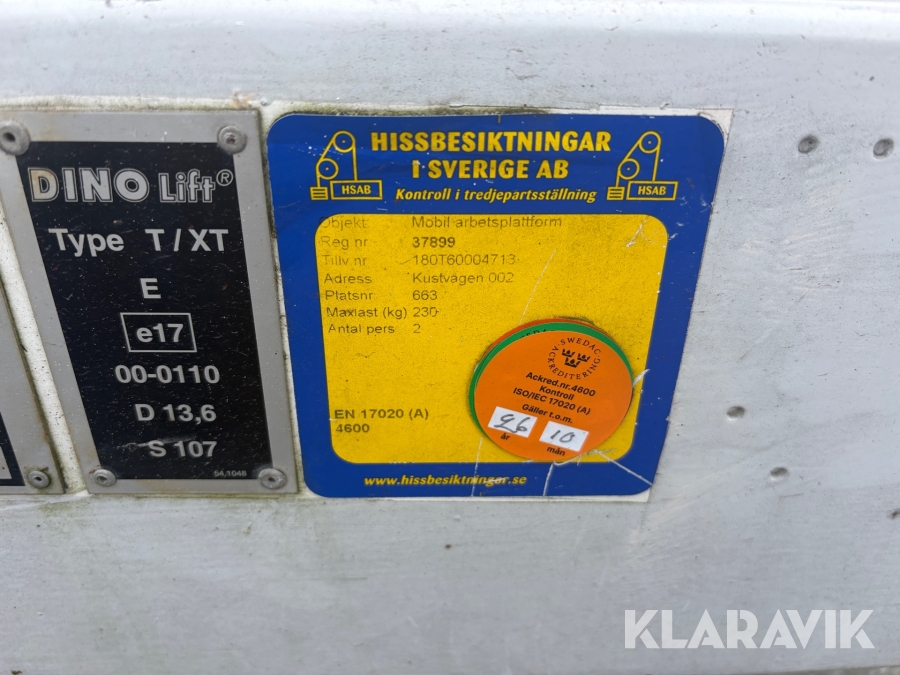 DINO Lift®
Type T/XT
E
e17
00-0110
D 13,6
S 107
54.1048
HISSBESIKTNINGAR
I SVERIGE AB
HSAB
HSAB
Kontroll i tredjepartsställning
Objekt Mobil arbetsplattform
Reg nr 37899
Tillv.nr 180T60004713
Adress Kustvägen 002
Platsnr 663
Maxlast (kg) 230
Antal pers 2
EN 17020 (A)
4600
SWEDAC
ACKREDITERING
Ackred.nr.4600
Kontroll
ISO/IEC 17020 (A)
Gäller t.o.m.
26 10
år mån
www.hissbesiktningar.se
KLARAVIK